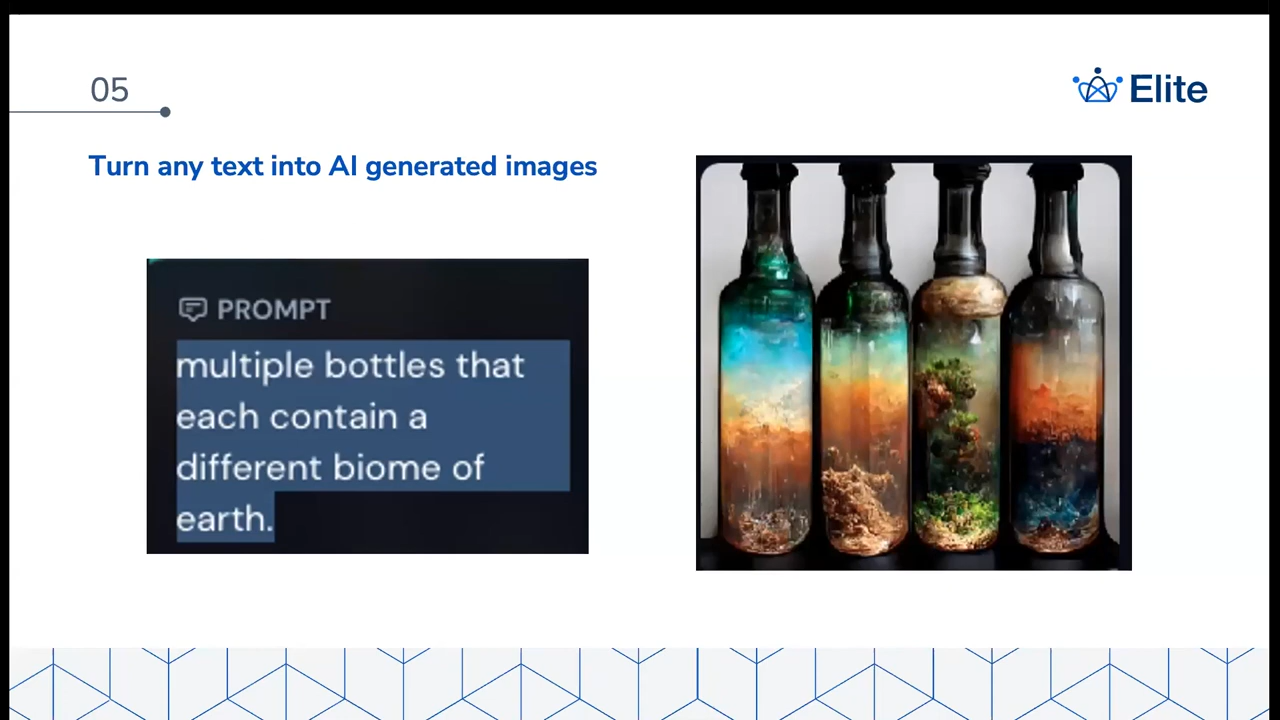 05
Elite
Turn any text into AI generated images
PROMPT
multiple bottles that
each contain a
different biome of
earth.